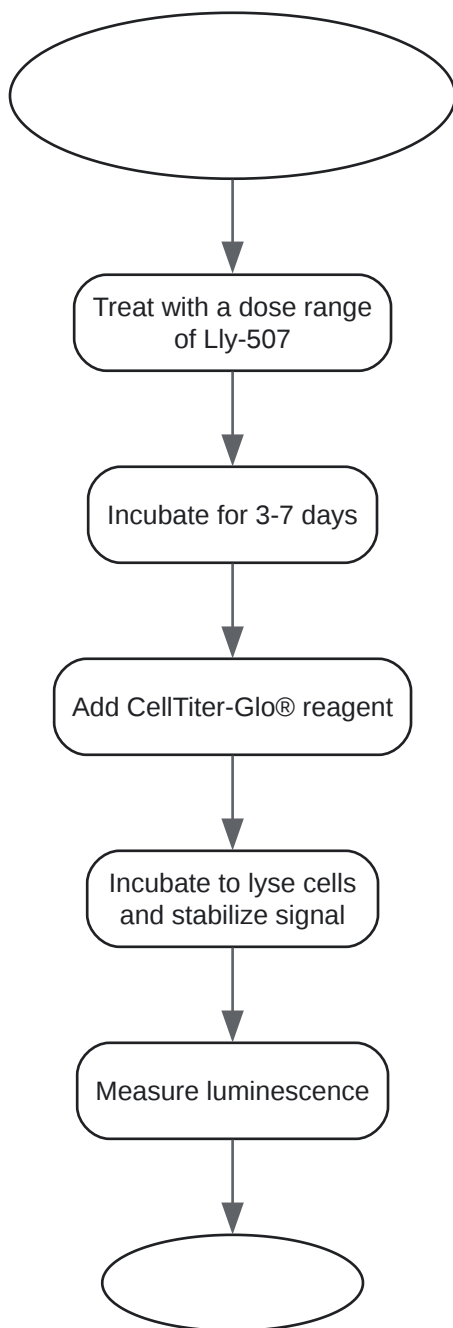 Treat with a dose range
of Lly-507
Incubate for 3-7 days
Add CellTiter-Glo® reagent
Incubate to lyse cells
and stabilize signal
Measure luminescence